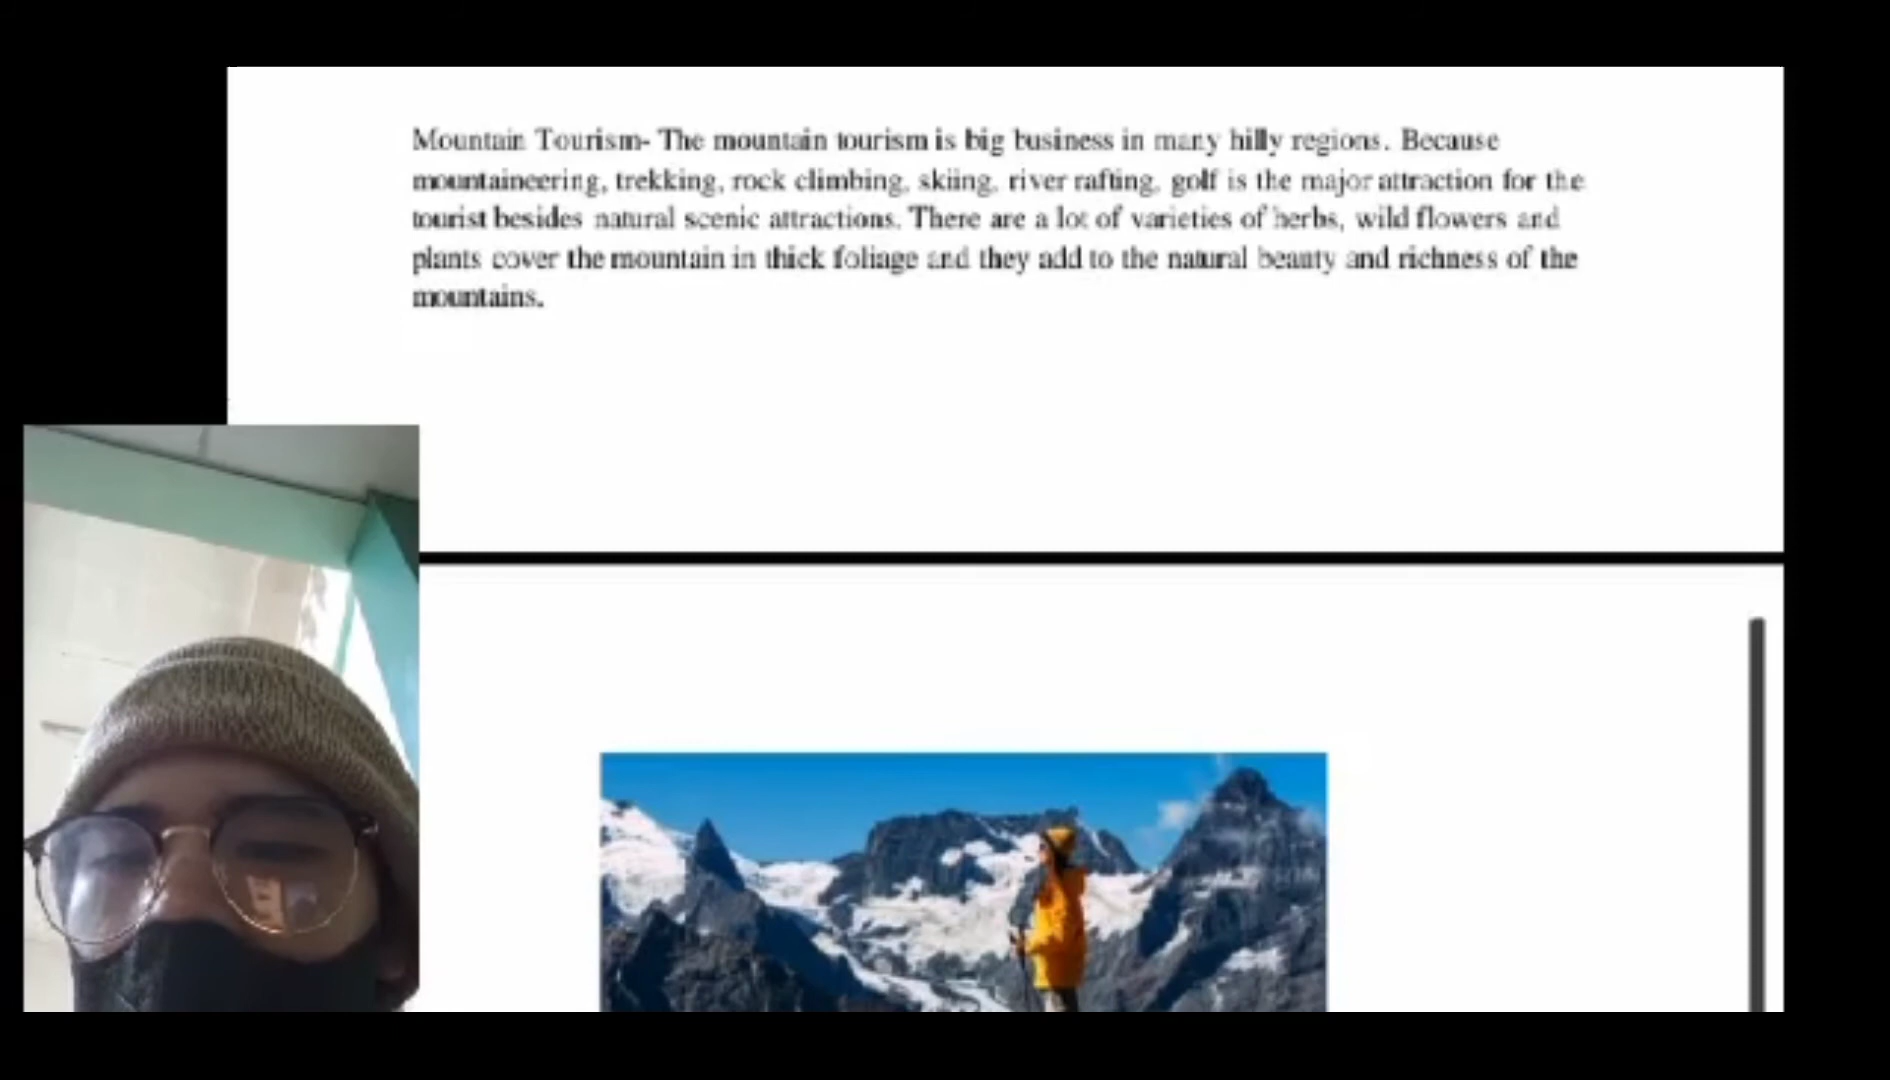 Mountain Tourism- The mountain tourism is big business in many hilly regions. Because
mountaineering, trekking, rock climbing, skiing, river rafting, golf is the major attraction for the
tourist besides natural scenic attractions. There are a lot of varieties of herbs, wild flowers and
plants cover the mountain in thick foliage and they add to the natural beauty and richness of the
mountains.